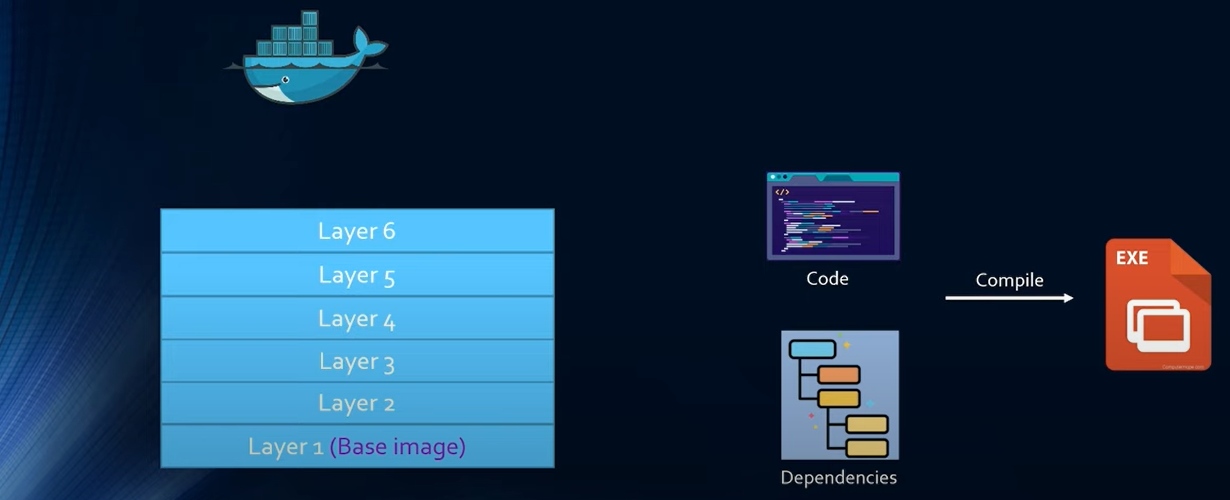 Layer 6
Layer 5
Layer 4
Layer 3
Layer 2
Layer 1 (Base image)
</>
Code
Dependencies
Compile
EXE